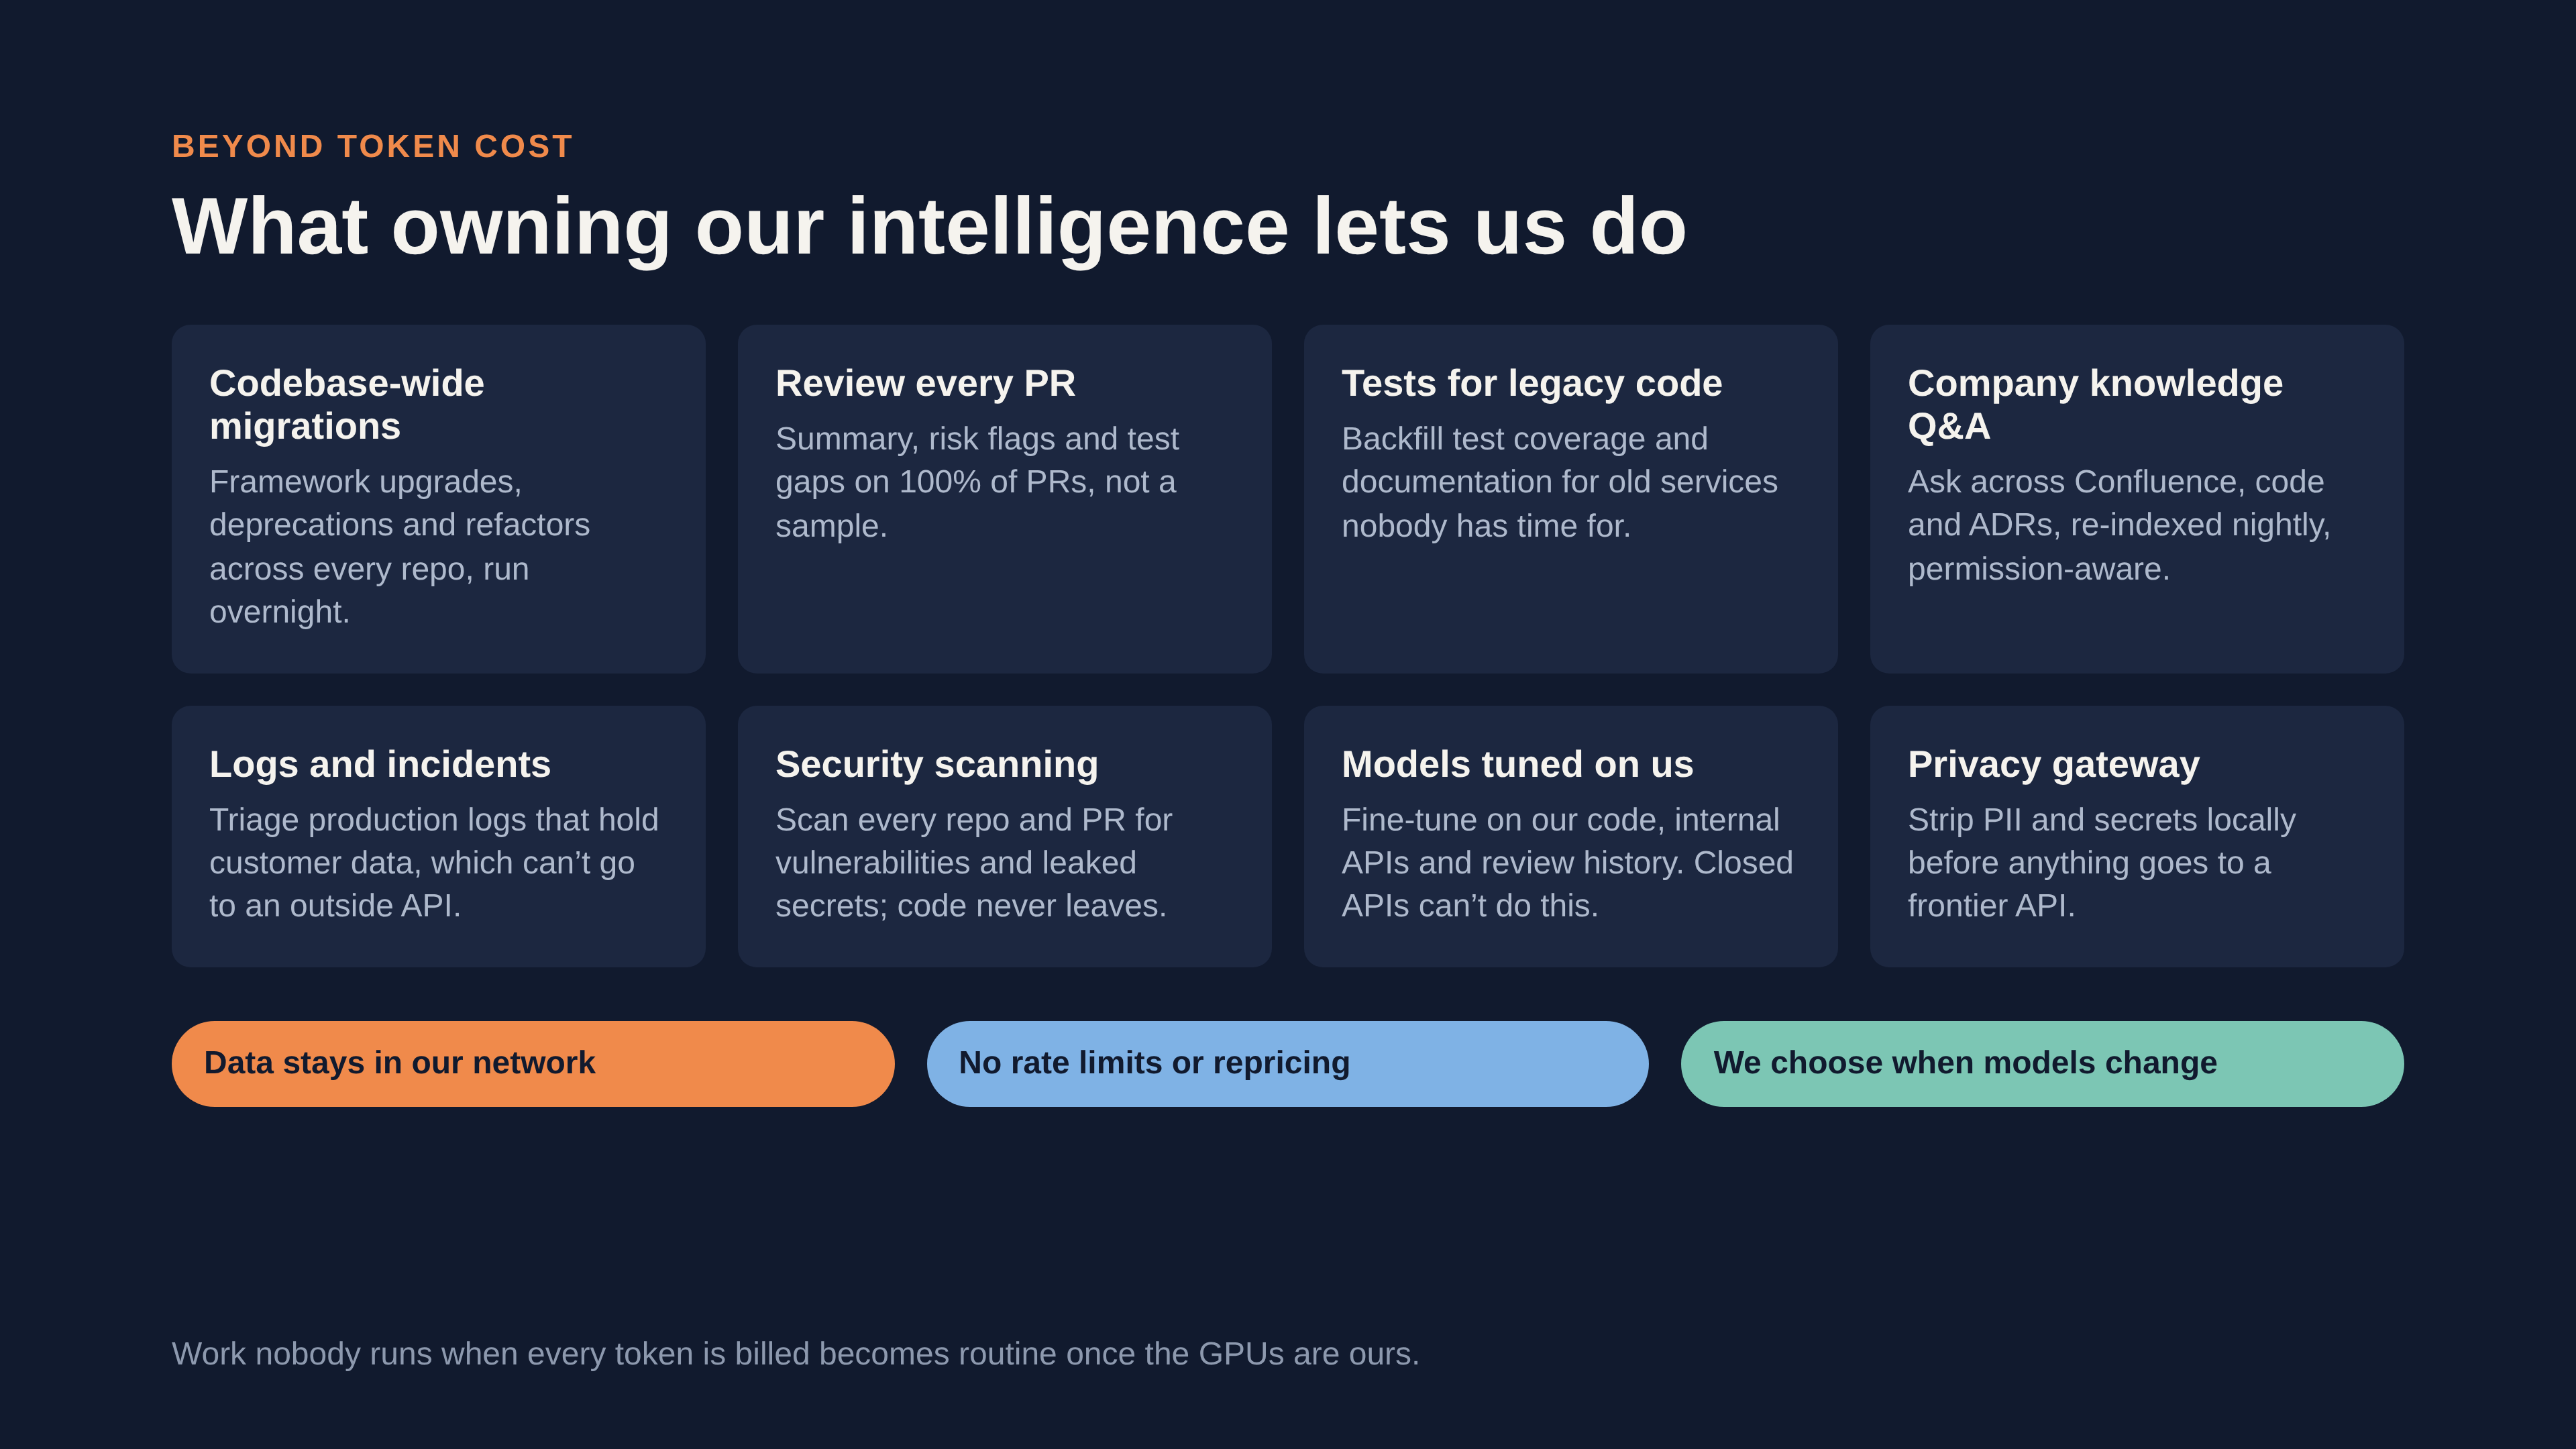 BEYOND TOKEN COST
What owning our intelligence lets us do
Codebase-wide
migrations
Framework upgrades,
deprecations and refactors
across every repo, run
overnight.
Review every PR
Summary, risk flags and test
gaps on 100% of PRs, not a
sample.
Tests for legacy code
Backfill test coverage and
documentation for old services
nobody has time for.
Company knowledge
Q&A
Ask across Confluence, code
and ADRs, re-indexed nightly,
permission-aware.
Logs and incidents
Triage production logs that hold
customer data, which can’t go
to an outside API.
Security scanning
Scan every repo and PR for
vulnerabilities and leaked
secrets; code never leaves.
Models tuned on us
Fine-tune on our code, internal
APIs and review history. Closed
APIs can’t do this.
Privacy gateway
Strip PII and secrets locally
before anything goes to a
frontier API.
Data stays in our network
No rate limits or repricing
We choose when models change
Work nobody runs when every token is billed becomes routine once the GPUs are ours.